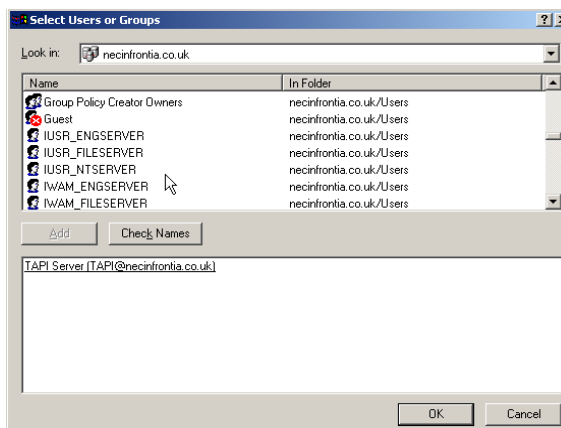 Select Users or Groups
Look in: necinfrontia.co.uk
Name In Folder
Group Policy Creator Owners necinfrontia.co.uk/Users
Guest necinfrontia.co.uk/Users
IUSR_ENGSERVER necinfrontia.co.uk/Users
IUSR_FILESERVER necinfrontia.co.uk/Users
IUSR_NTSERVER necinfrontia.co.uk/Users
IWAM_ENGSERVER necinfrontia.co.uk/Users
IWAM_FILESERVER necinfrontia.co.uk/Users
Add Check Names
TAPI Server (TAPI@necinfrontia.co.uk)
OK Cancel